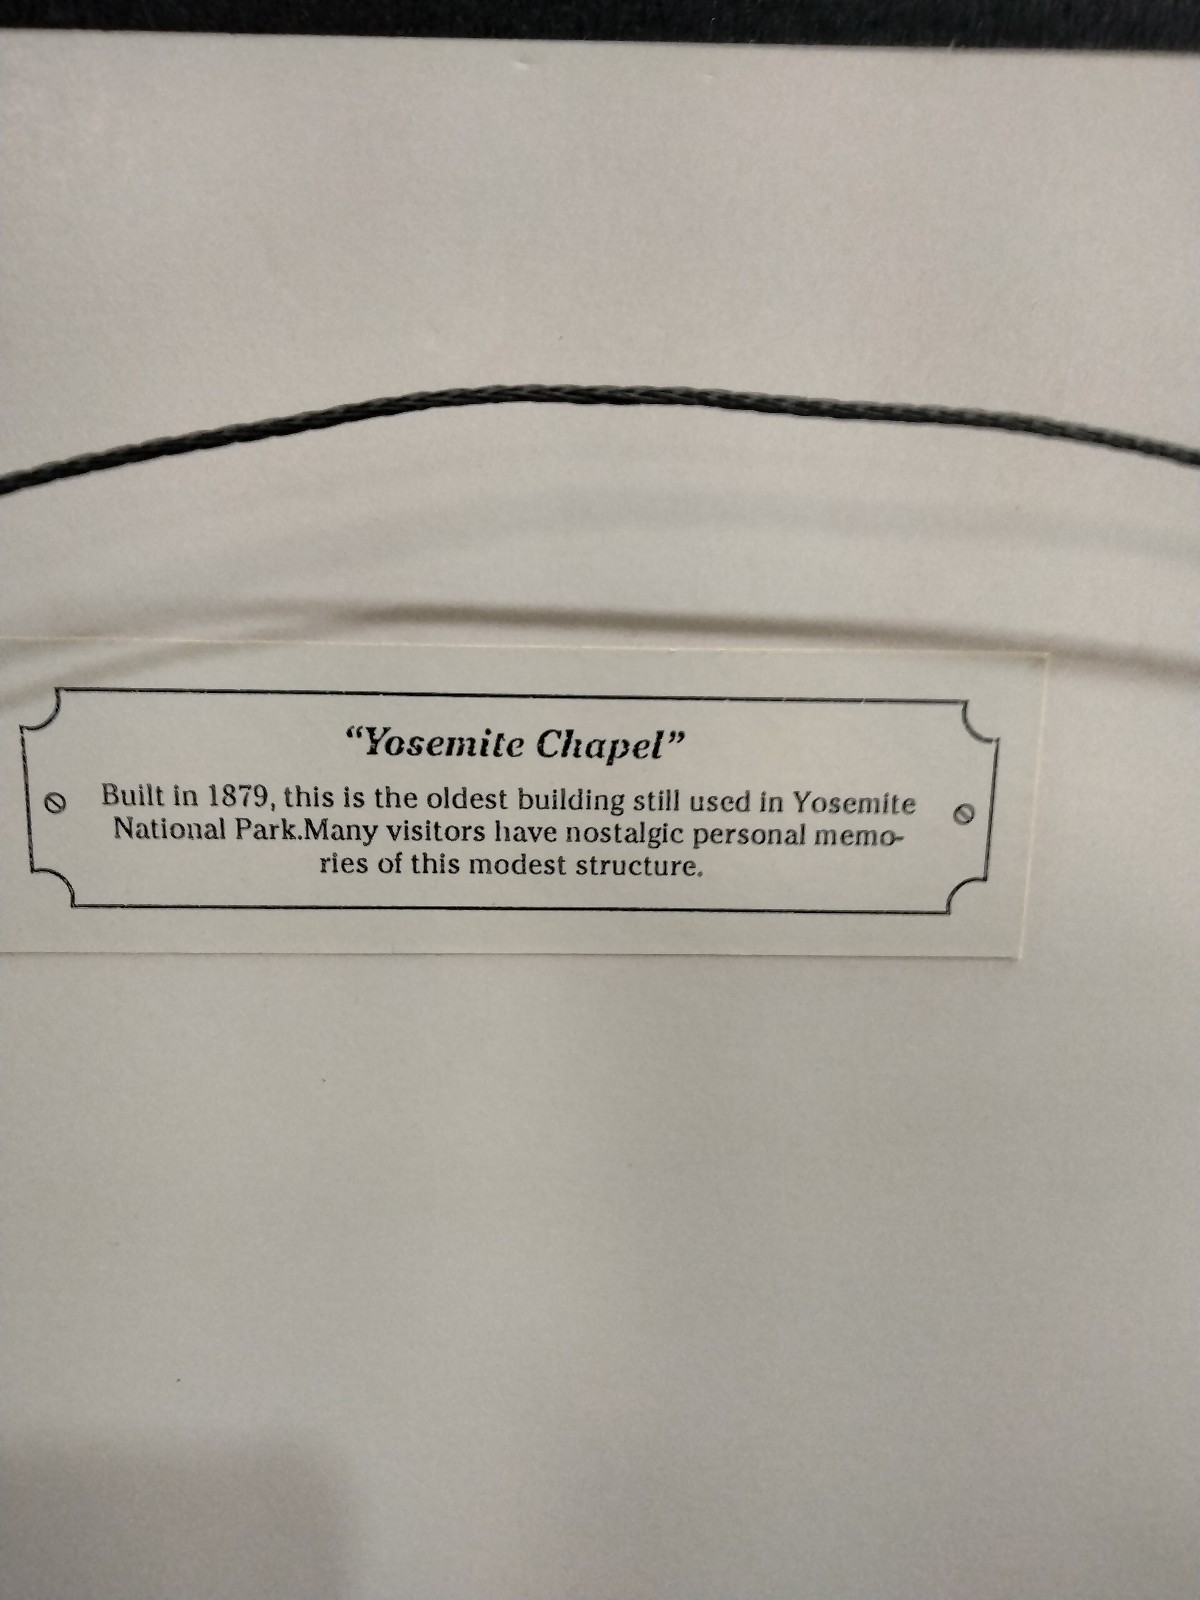 “Yosemite Chapel”
Built in 1879, this is the oldest building still used in Yosemite
National Park.Many visitors have nostalgic personal memo-
ries of this modest structure.